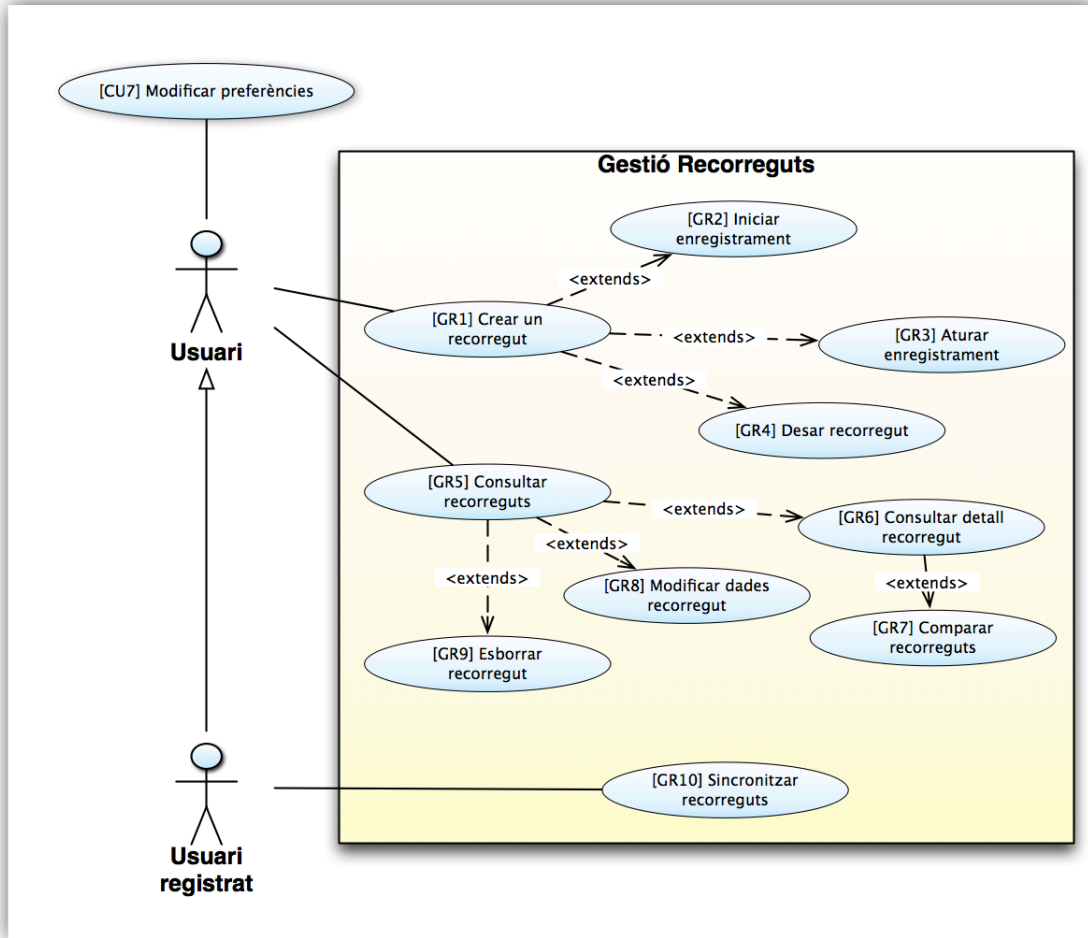 [CU7] Modificar preferències
Gestió Recorreguts
[GR2] Iniciar
enregistrament
<extends>
[GR1] Crear un
recorregut
<extends>
[GR3] Aturar
enregistrament
Usuari
<extends>
[GR4] Desar recorregut
[GR5] Consultar
recorreguts
<extends>
[GR6] Consultar detall
recorregut
<extends>
<extends>
<extends>
[GR8] Modificar dades
recorregut
[GR7] Comparar
recorreguts
[GR9] Esborrar
recorregut
[GR10] Sincronitzar
recorreguts
Usuari
registrat